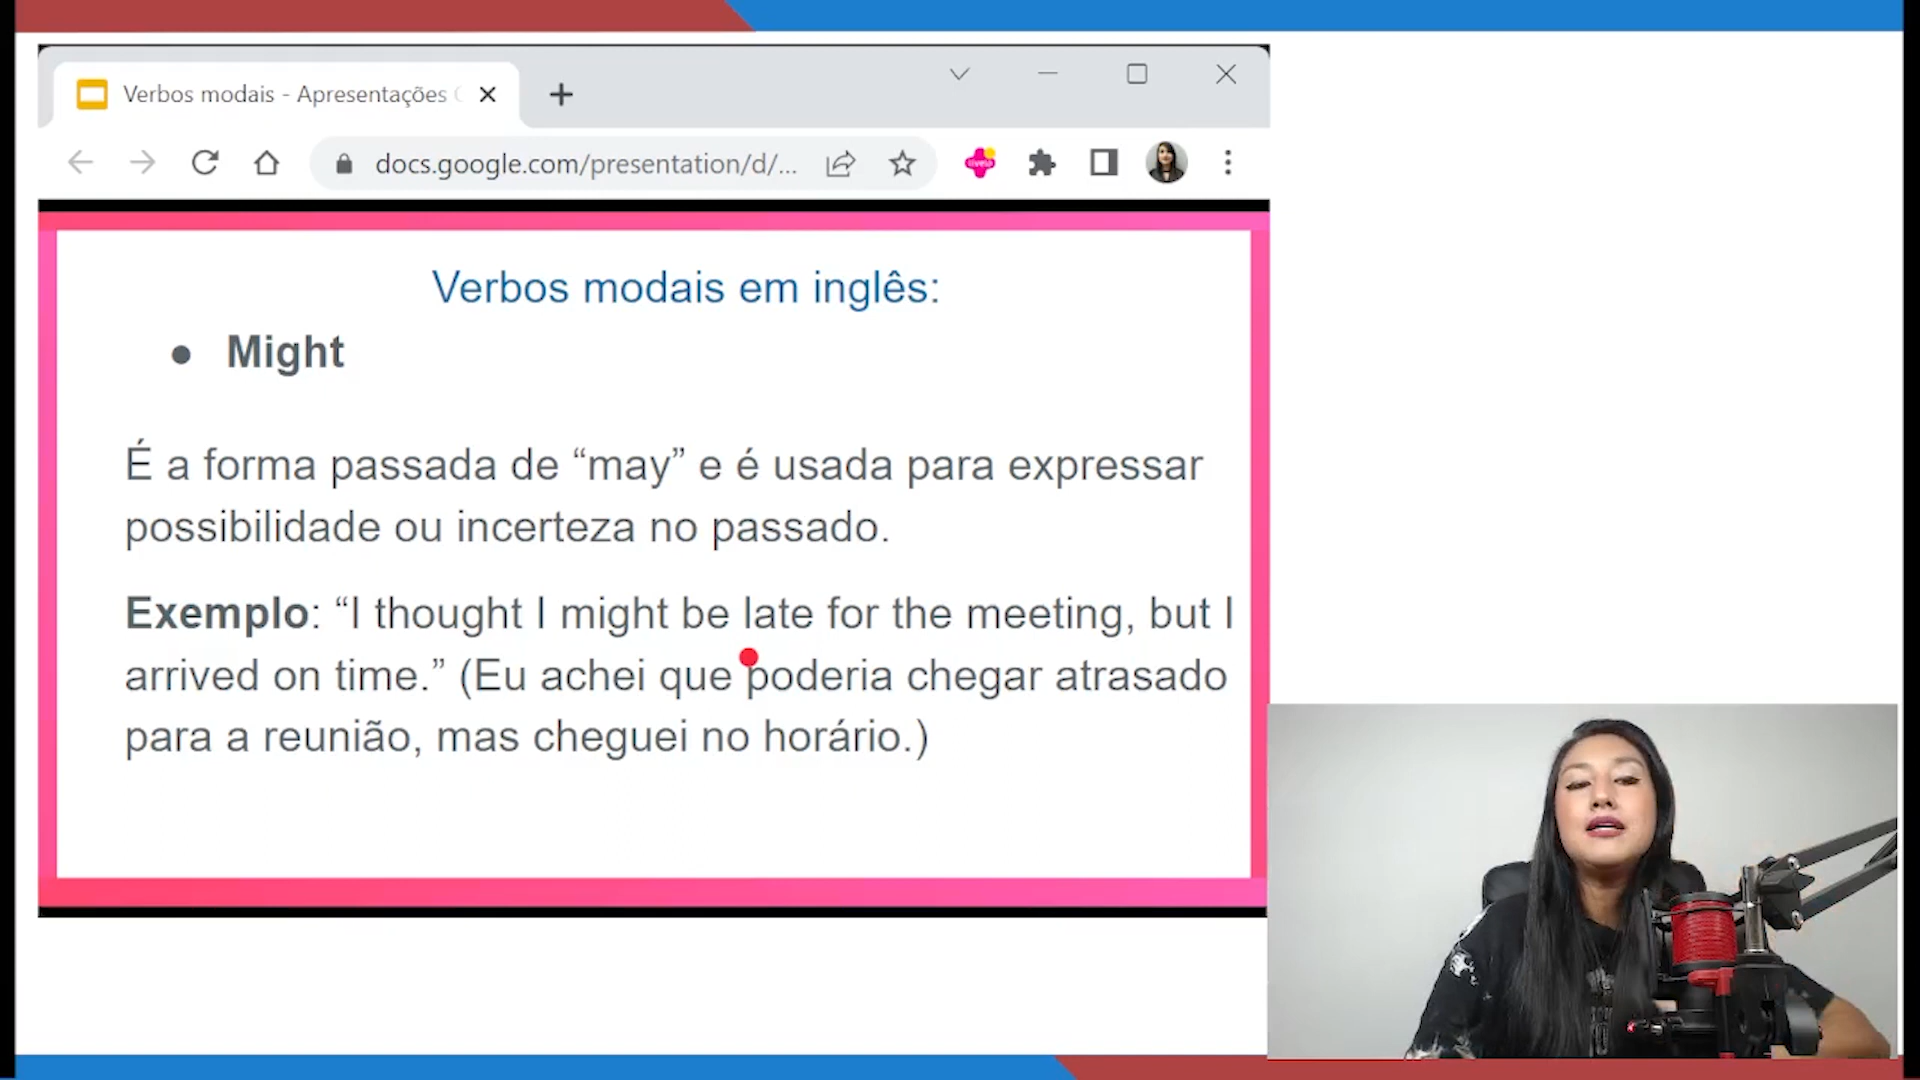 Verbos modais - Apresentações
docs.google.com/presentation/d/...
Verbos modais em inglês:
● Might
É a forma passada de “may” e é usada para expressar
possibilidade ou incerteza no passado.
Exemplo: “I thought I might be late for the meeting, but I
arrived on time.” (Eu achei que poderia chegar atrasado
para a reunião, mas cheguei no horário.)